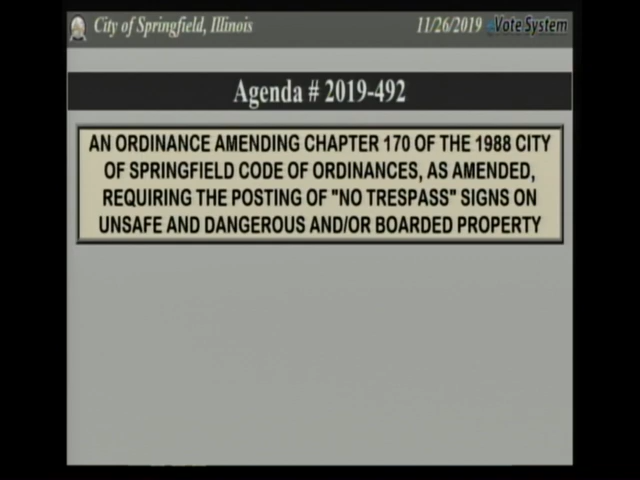 City of Springfield, Illinois 11/26/2019 eVote System
Agenda # 2019-492
AN ORDINANCE AMENDING CHAPTER 170 OF THE 1988 CITY
OF SPRINGFIELD CODE OF ORDINANCES, AS AMENDED,
REQUIRING THE POSTING OF "NO TRESPASS" SIGNS ON
UNSAFE AND DANGEROUS AND/OR BOARDED PROPERTY